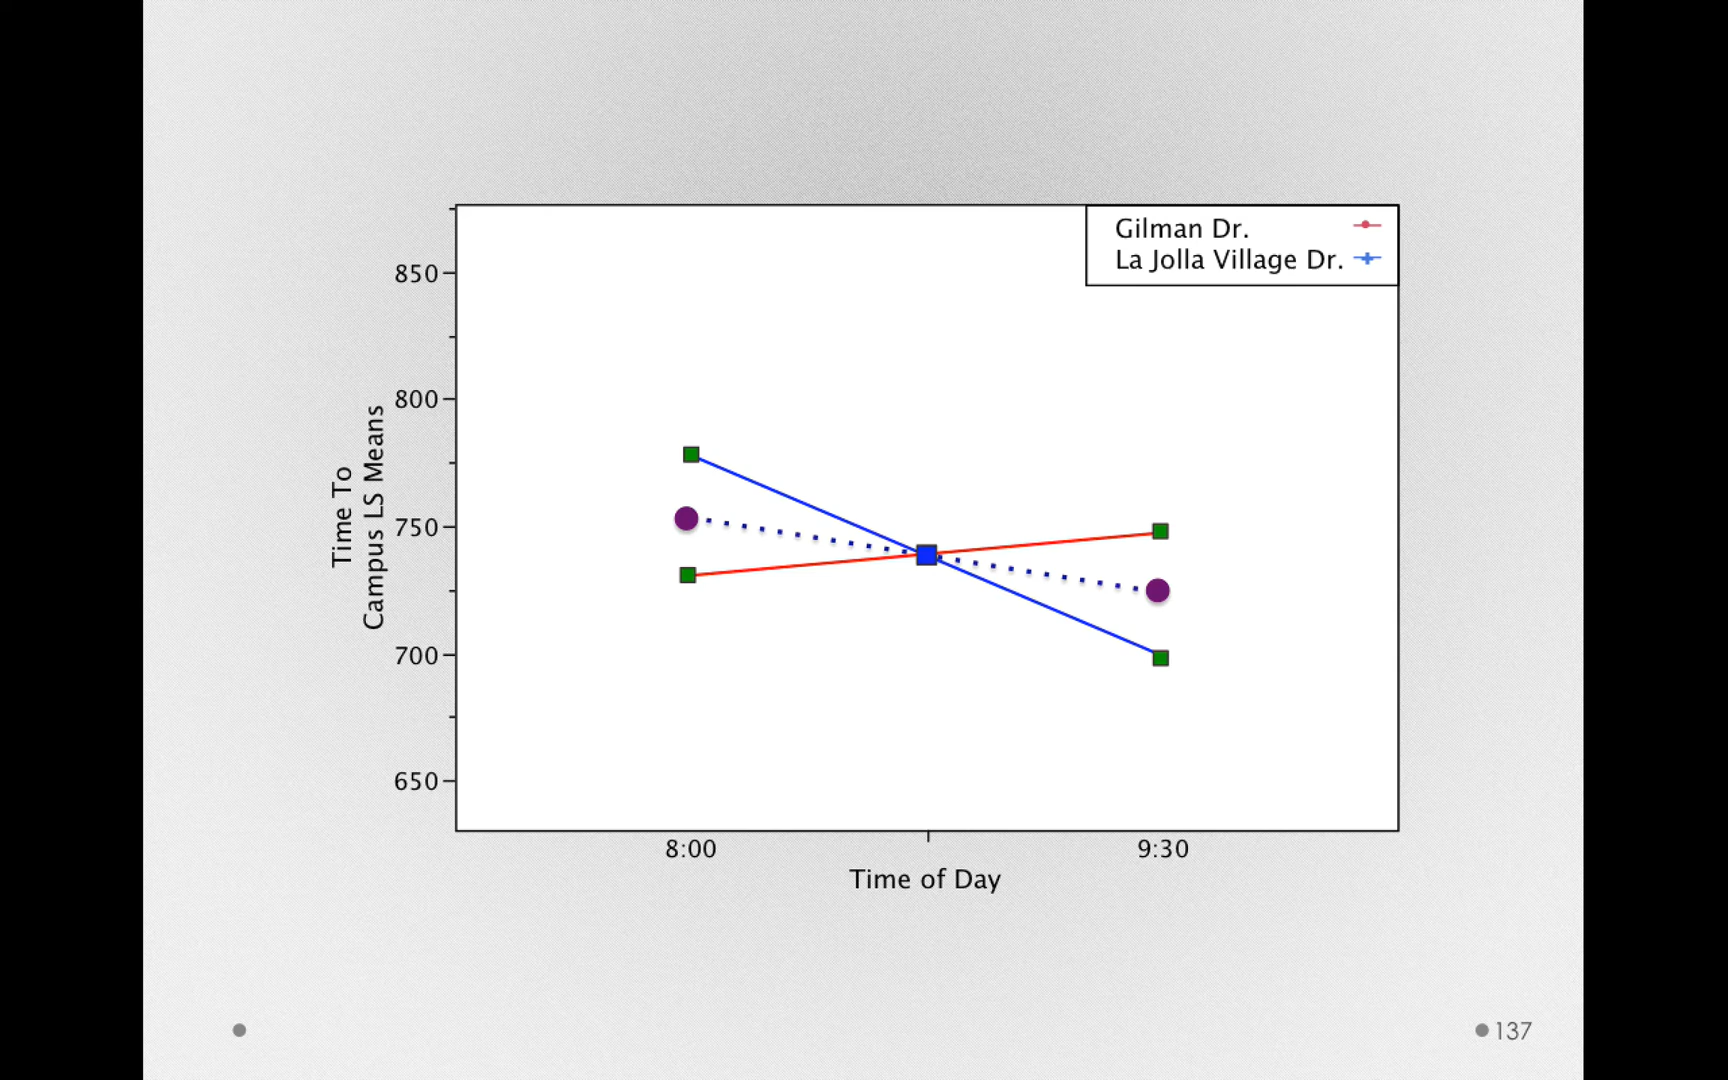 Gilman Dr.
La Jolla Village Dr.
850
800
750
700
650
Time To
Campus LS Means
8:00
9:30
Time of Day
137